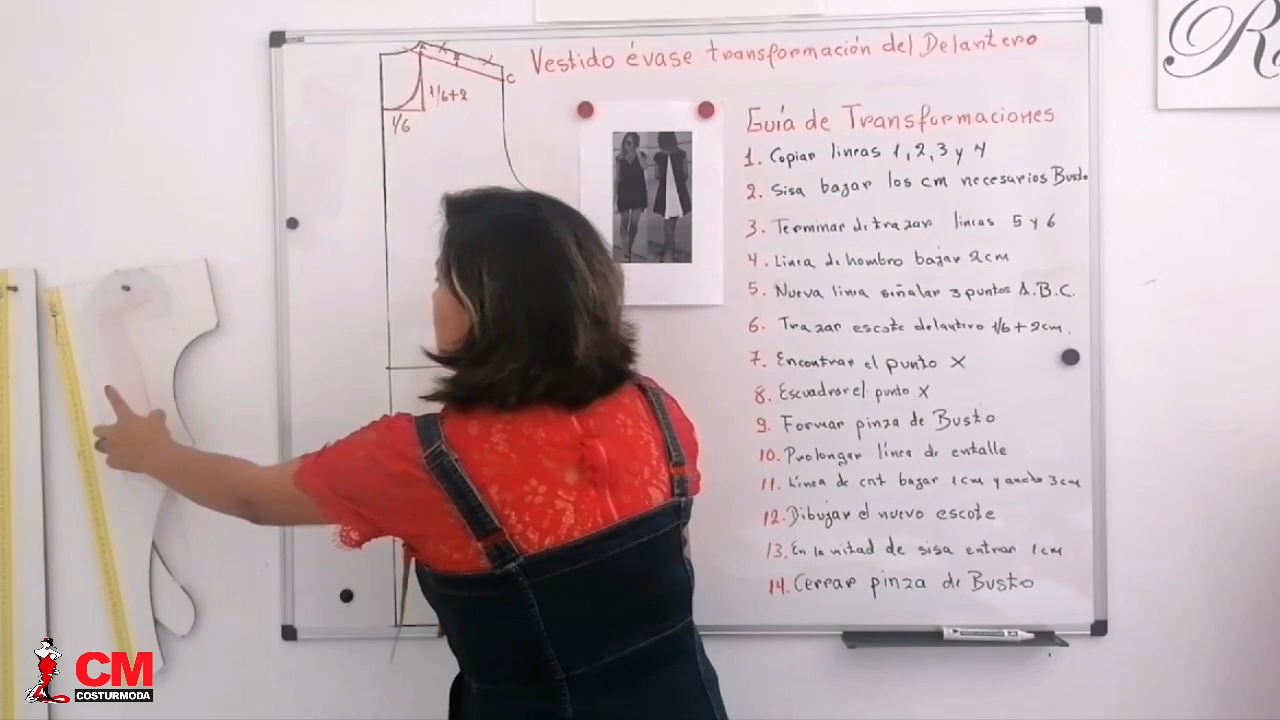 Vestido évase transformación del Delantero
C
1/6+2
1/6
Guía de Transformaciones
1. Copiar lineas 1, 2, 3 y 4
2. Sisa bajar los cm necesarios Busto
3. Terminar de trazar lineas 5 y 6
4. Linea de hombro bajar 2cm
5. Nueva linia siñalar 3 puntos A.B.C.
6. Trazar escote delantero 1/6 + 2cm.
7. Encontrar el punto X
8. Escuadrar el punto X
9. Formar pinza de Busto
10. Prolongar línea de entalle
11. Linea de cnt bajar 1cm y ancho 3cm
12. Dibujar el nuevo escote
13. En la mitad de sisa entrar 1cm
14. Cerrar pinza de Busto
CM
COSTURMODA